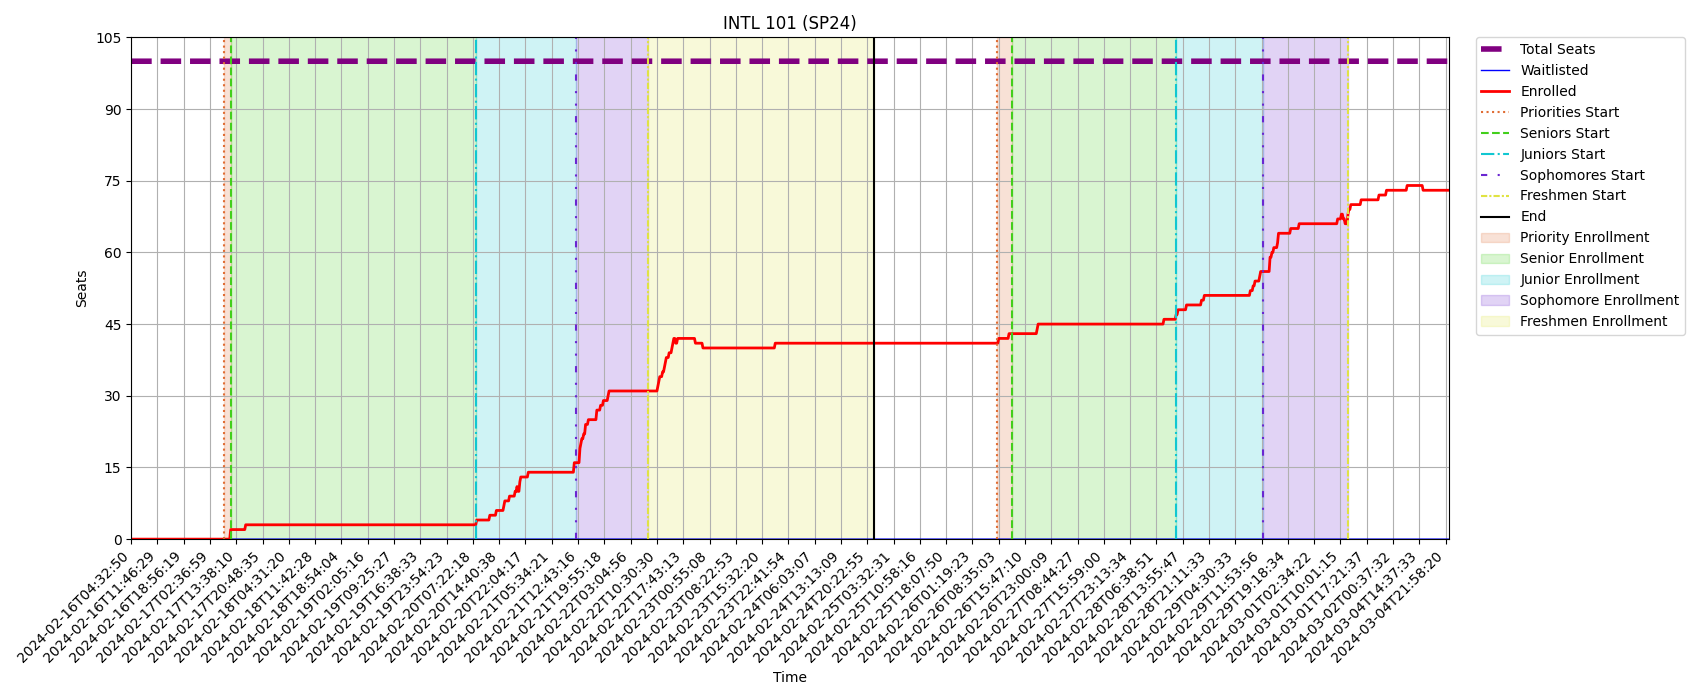 INTL 101 (SP24)
105
90
75
60
45
30
15
0
Seats
2024-02-16T04:32:50
2024-02-16T11:46:29
2024-02-16T18:56:19
2024-02-17T02:36:59
2024-02-17T13:38:10
2024-02-17T20:48:35
2024-02-18T04:31:20
2024-02-18T11:42:28
2024-02-18T18:54:04
2024-02-19T02:05:16
2024-02-19T09:25:27
2024-02-19T16:38:33
2024-02-19T23:54:23
2024-02-20T07:22:18
2024-02-20T14:40:38
2024-02-20T22:04:17
2024-02-21T05:34:21
2024-02-21T12:43:16
2024-02-21T19:55:18
2024-02-22T03:04:56
2024-02-22T10:30:30
2024-02-22T17:43:13
2024-02-23T00:55:08
2024-02-23T08:22:53
2024-02-23T15:32:20
2024-02-23T22:41:54
2024-02-24T06:03:07
2024-02-24T13:13:09
2024-02-24T20:22:55
2024-02-25T03:32:31
2024-02-25T10:58:16
2024-02-25T18:07:50
2024-02-26T01:19:23
2024-02-26T08:35:03
2024-02-26T15:47:10
2024-02-26T23:00:09
2024-02-27T08:44:27
2024-02-27T15:59:00
2024-02-27T23:13:34
2024-02-28T06:38:51
2024-02-28T13:55:47
2024-02-28T21:11:33
2024-02-29T04:30:33
2024-02-29T11:53:56
2024-02-29T19:18:34
2024-03-01T02:34:22
2024-03-01T10:01:15
2024-03-01T17:21:37
2024-03-02T00:37:32
2024-03-04T14:37:33
2024-03-04T21:58:20
Time
Total Seats
Waitlisted
Enrolled
Priorities Start
Seniors Start
Juniors Start
Sophomores Start
Freshmen Start
End
Priority Enrollment
Senior Enrollment
Junior Enrollment
Sophomore Enrollment
Freshmen Enrollment